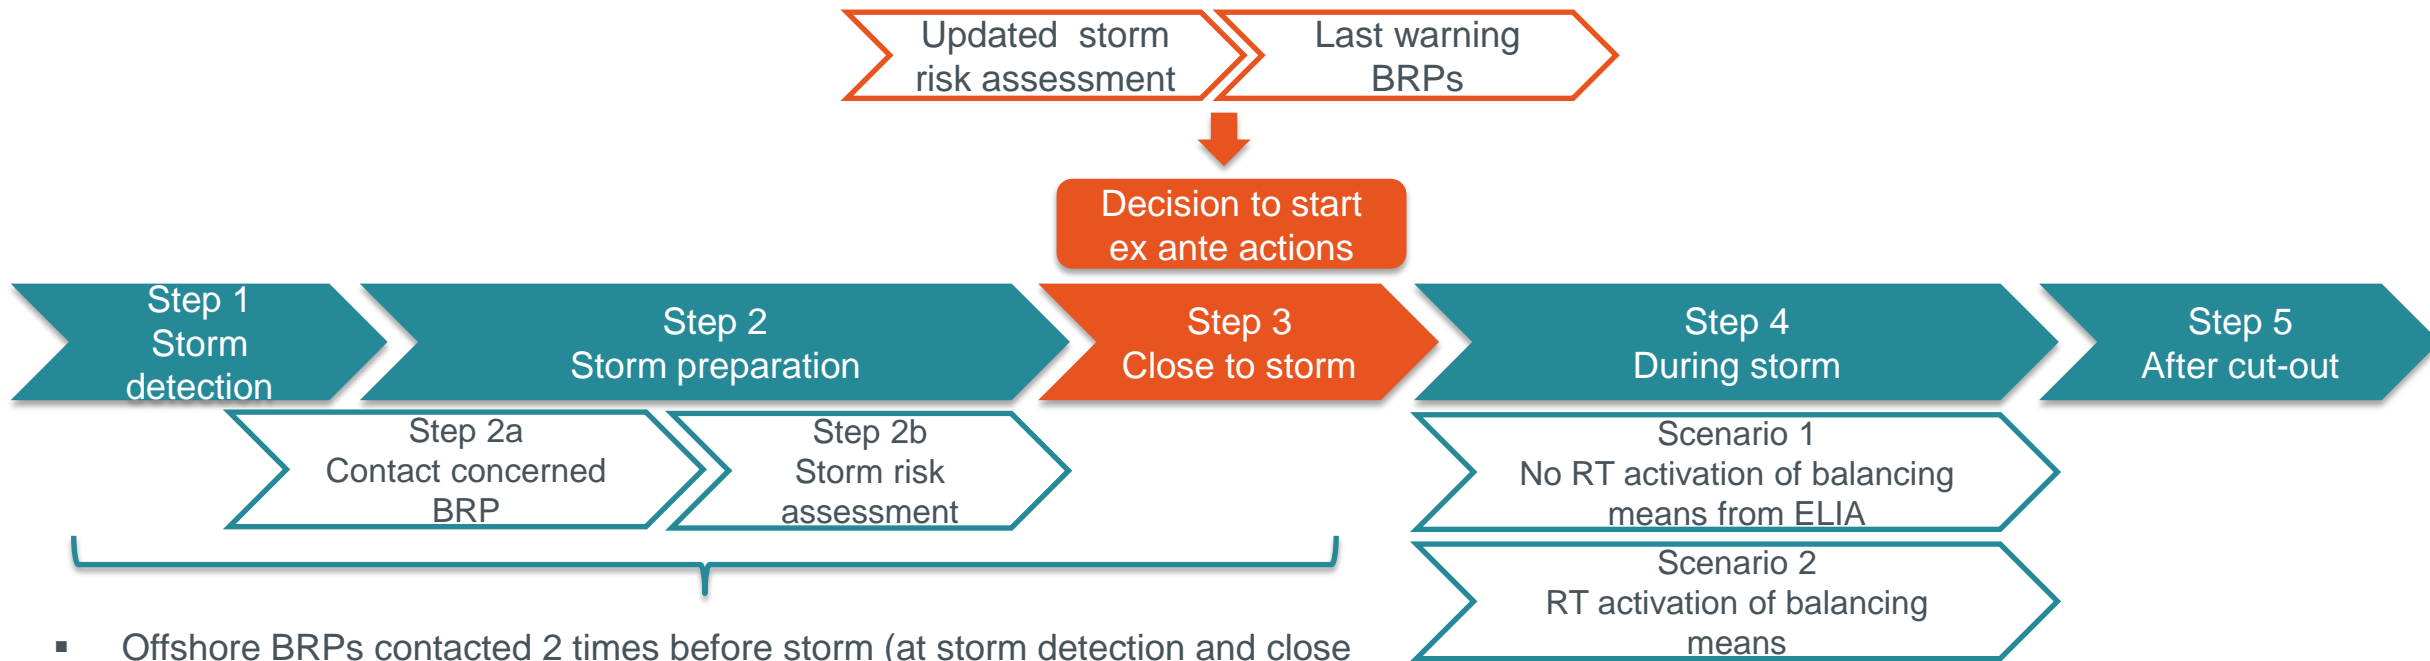 Updated  storm
risk assessment
Last warning
BRPs
Decision to start
ex ante actions
Step 1
Storm
detection
Step 2
Storm preparation
Step 3
Close to storm
Step 4
During storm
Step 5
After cut-out
Step 2a
Contact concerned
BRP
Step 2b
Storm risk
assessment
Scenario 1
No RT activation of balancing
means from ELIA
Scenario 2
RT activation of balancing
means
▪ Offshore BRPs contacted 2 times before storm (at storm detection and close